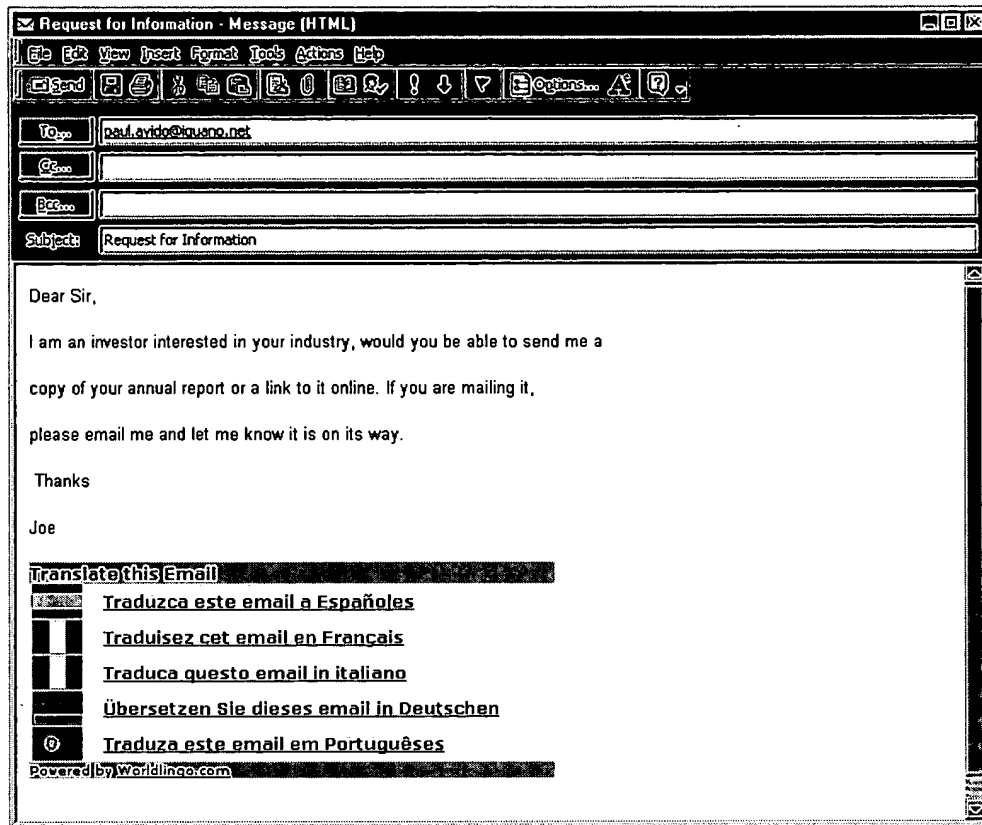 Request for Information - Message (HTML)
File Edit View Insert Format Tools Actions Help
Send Options...
To... paul.avido@iquano.net
Cc...
Bcc...
Subject: Request for Information
Dear Sir,
I am an investor interested in your industry, would you be able to send me a
copy of your annual report or a link to it online. If you are mailing it,
please email me and let me know it is on its way.
Thanks
Joe
Translate this Email
Traduzca este email a Españoles
Traduisez cet email en Français
Traduca questo email in italiano
Übersetzen Sie dieses email in Deutschen
Traduza este email em Portuguêses
Powered by Worldlingo.com